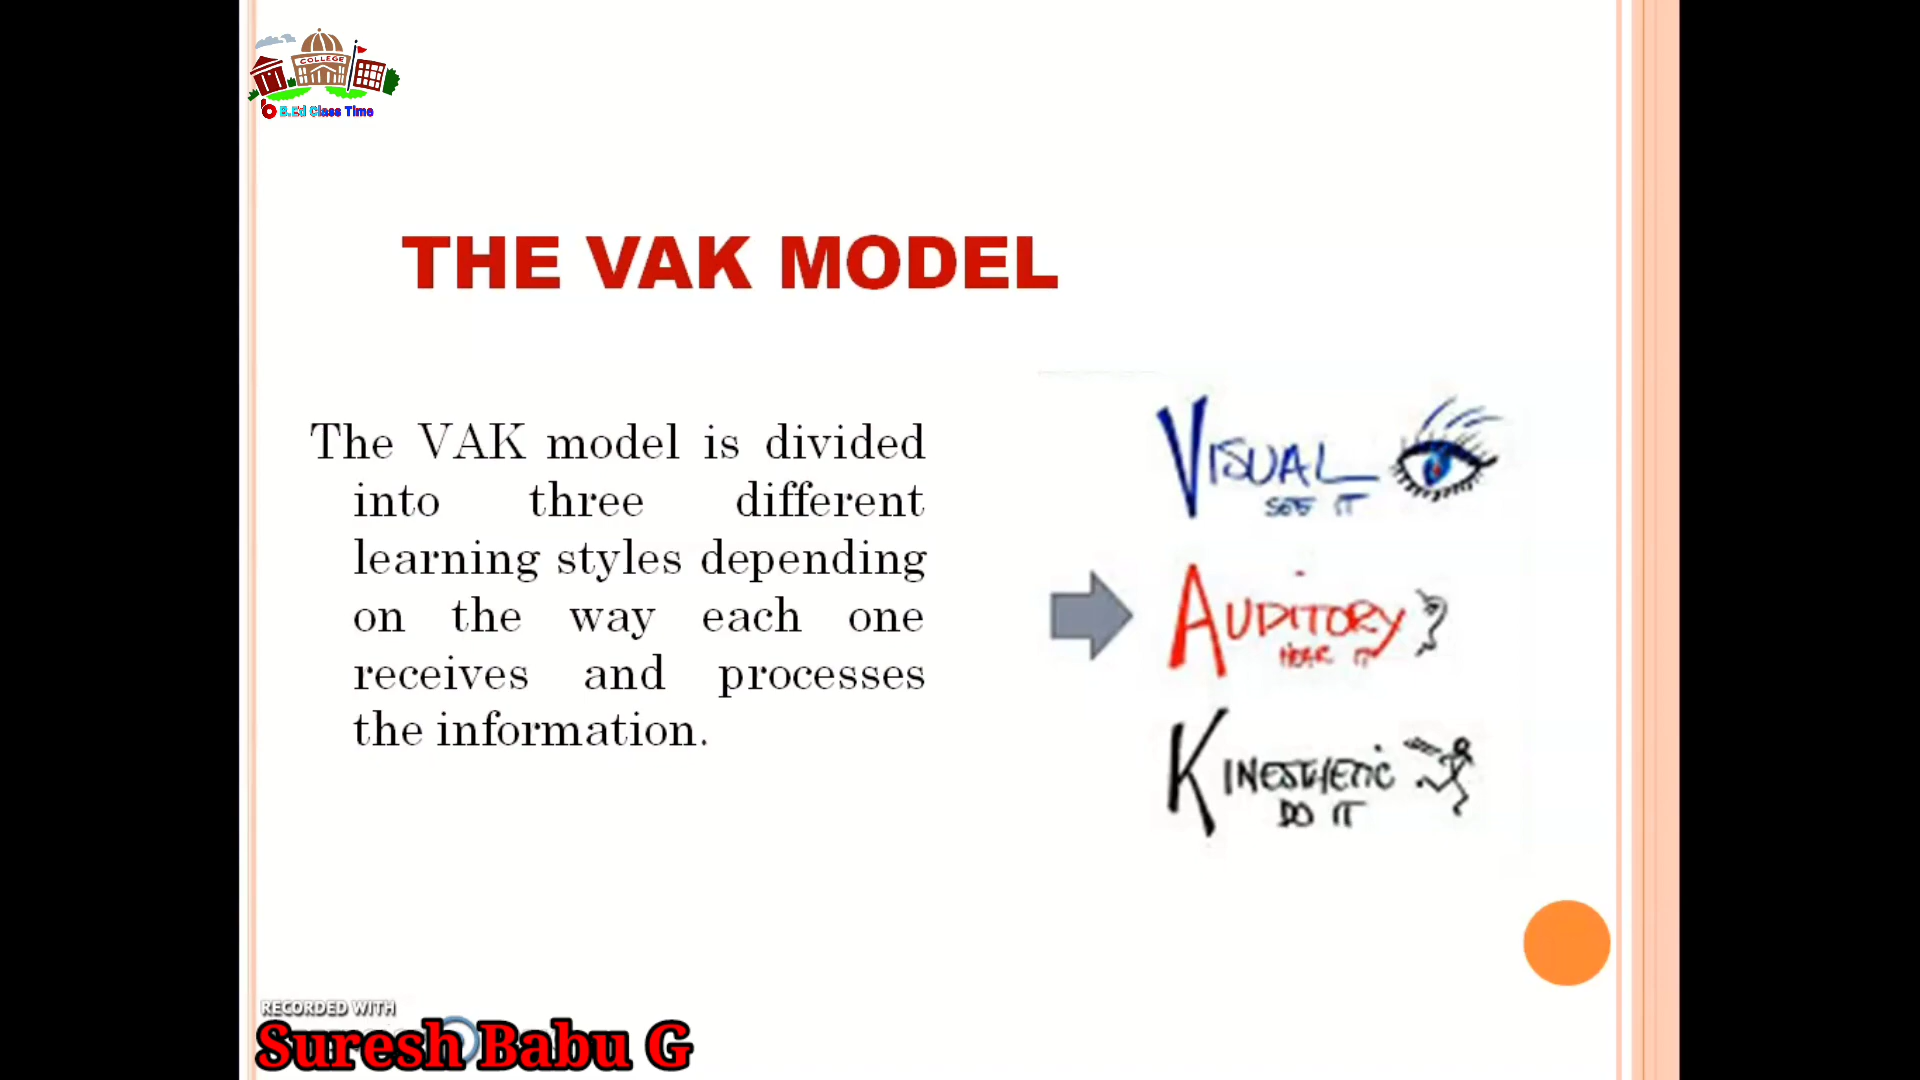 COLLEGE
B.Ed Class Time
THE VAK MODEL
The VAK model is divided
into three different
learning styles depending
on the way each one
receives and processes
the information.
VISUAL
SEE IT
AUDITORY
HEAR IT
KINESTHETIC
DO IT
RECORDED WITH
Suresh Babu G